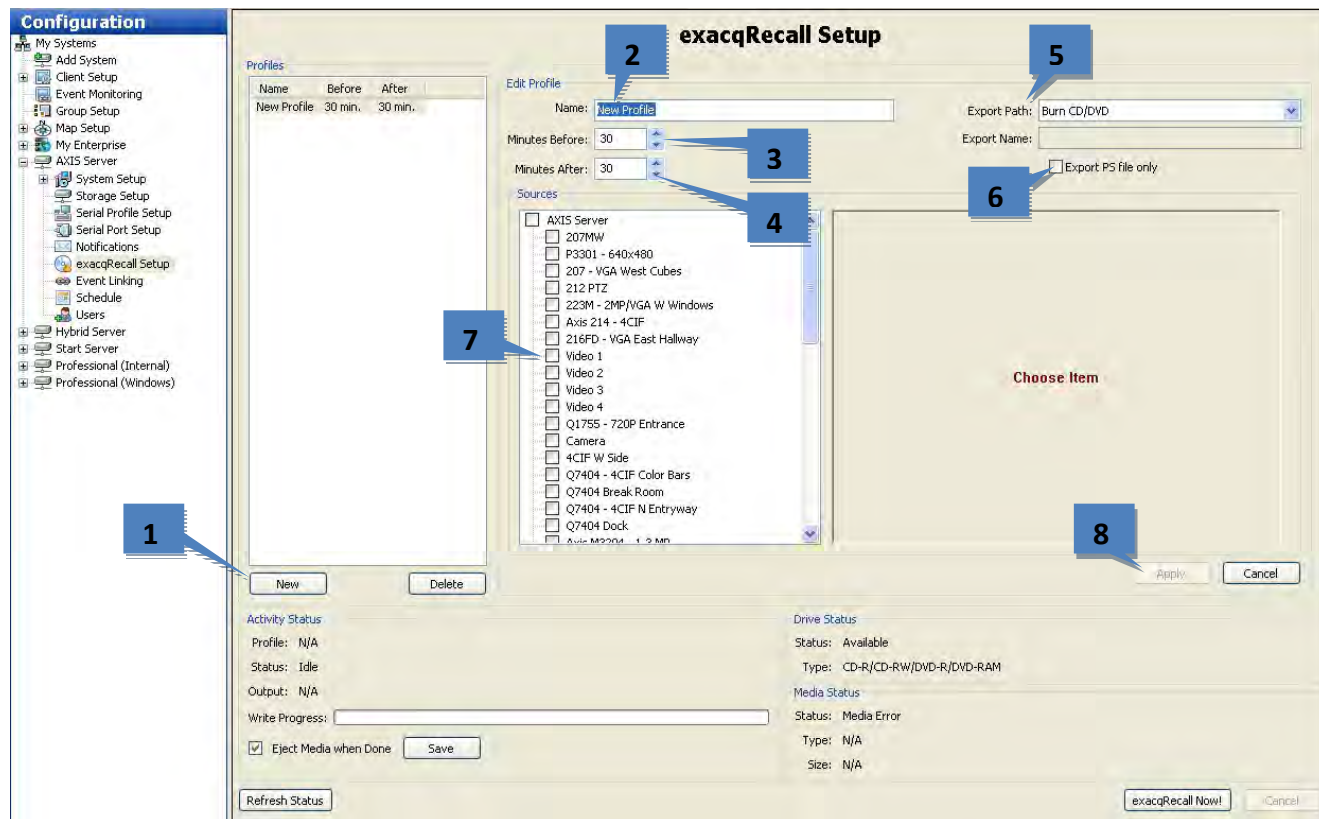 Configuration
My Systems
Add System
Client Setup
Event Monitoring
Group Setup
Map Setup
My Enterprise
AXIS Server
System Setup
Storage Setup
Serial Profile Setup
Serial Port Setup
Notifications
exacqRecall Setup
Event Linking
Schedule
Users
Hybrid Server
Start Server
Professional (Internal)
Professional (Windows)
exacqRecall Setup
Profiles
Name Before After
New Profile 30 min. 30 min.
1
New Delete
Edit Profile
2
Name: New Profile
Minutes Before: 30
3
Minutes After: 30
4
5
Export Path: Burn CD/DVD
Export Name:
Export PS file only
6
Sources
AXIS Server
207MW
P3301 - 640x480
207 - VGA West Cubes
212 PTZ
223M - 2MP/VGA W Windows
Axis 214 - 4CIF
216FD - VGA East Hallway
7
Video 1
Video 2
Video 3
Video 4
Q1755 - 720P Entrance
Camera
4CIF W Side
Q7404 - 4CIF Color Bars
Q7404 Break Room
Q7404 - 4CIF N Entryway
Q7404 Dock
Axis M3204 - 1.3 MP
Choose Item
8
Apply Cancel
Activity Status
Profile: N/A
Status: Idle
Output: N/A
Write Progress:
Eject Media when Done Save
Drive Status
Status: Available
Type: CD-R/CD-RW/DVD-R/DVD-RAM
Media Status
Status: Media Error
Type: N/A
Size: N/A
Refresh Status exacqRecall Now! Cancel